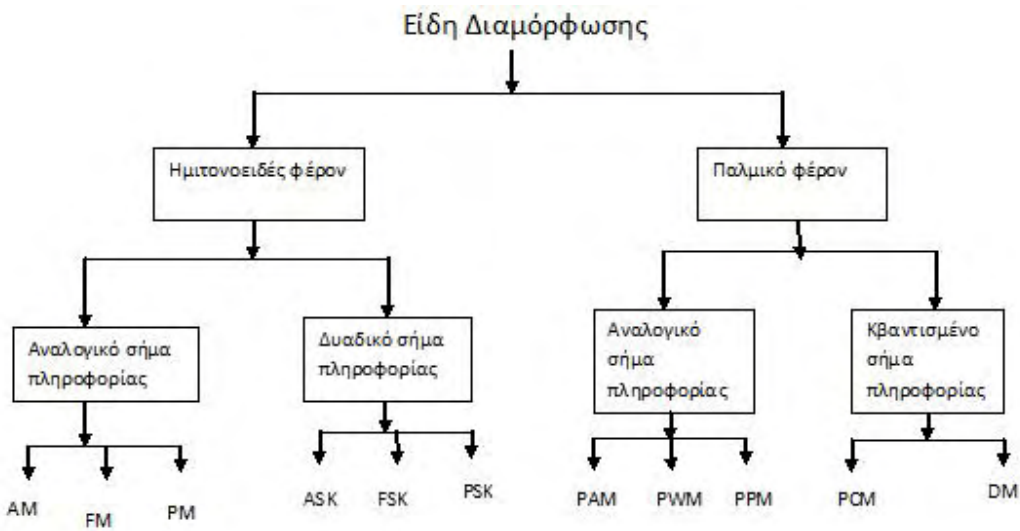 Είδη Διαμόρφωσης
Ημιτονοειδές φέρον
Παλμικό φέρον
Αναλογικό σήμα
πληροφορίας
Δυαδικό σήμα
πληροφορίας
Αναλογικό
σήμα
πληροφορίας
Κβαντισμένο
σήμα
πληροφορίας
AM
FM
PM
ASK
FSK
PSK
PAM
PWM
PPM
PCM
DM